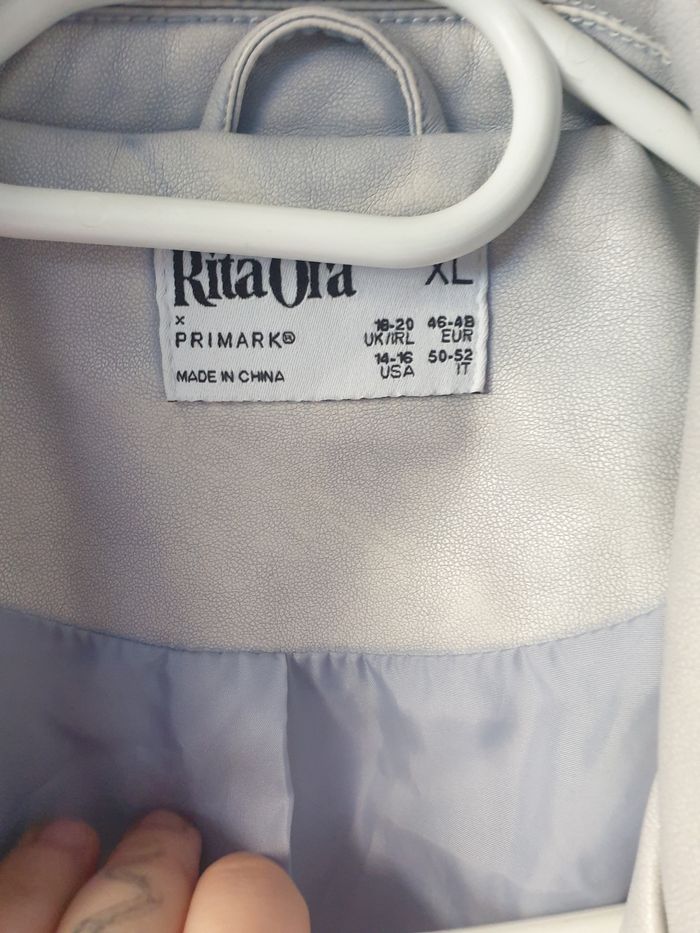 Rita Ora XL
x
PRIMARK® 18-20 46-48
UK/IRL EUR
14-16 50-52
MADE IN CHINA USA IT